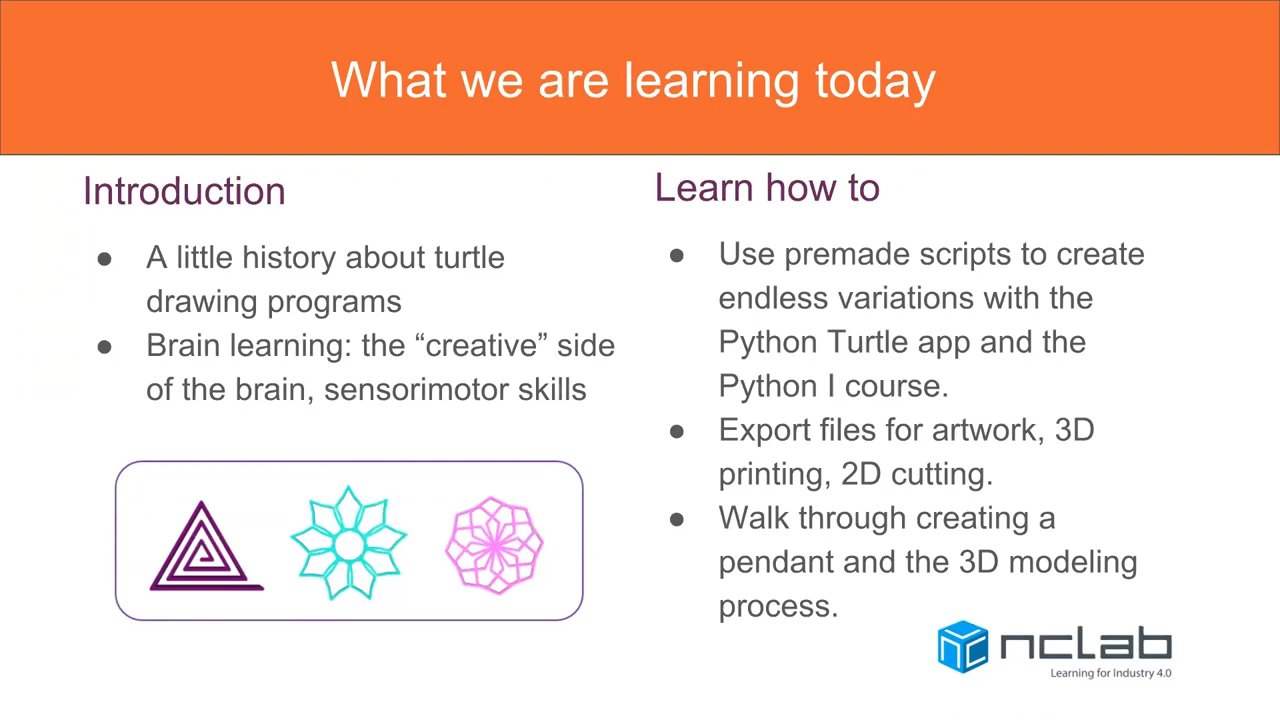 What we are learning today
Introduction
● A little history about turtle
drawing programs
● Brain learning: the “creative” side
of the brain, sensorimotor skills
Learn how to
● Use premade scripts to create
endless variations with the
Python Turtle app and the
Python I course.
● Export files for artwork, 3D
printing, 2D cutting.
● Walk through creating a
pendant and the 3D modeling
process.
nclab
Learning for Industry 4.0